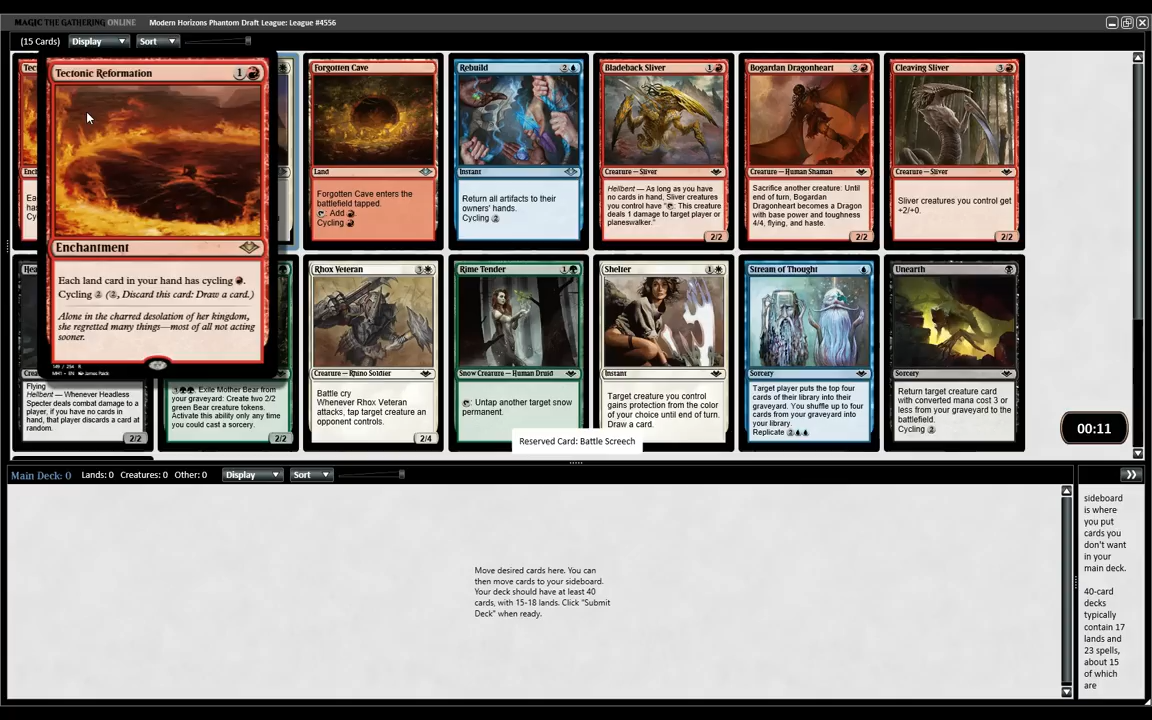 MAGIC THE GATHERING ONLINE
Modern Horizons Phantom Draft League: League #4556
(15 Cards)
Display
Sort
Tectonic Reformation
1
Enchantment
Each land card in your hand has cycling
Cycling 2 (2, Discard this card: Draw a card.)
Alone in the charred desolation of her kingdom,
she regretted many things—most of all not acting
sooner.
Forgotten Cave
Land
Forgotten Cave enters the
battlefield tapped.
: Add
Cycling
Rebuild
2
Instant
Return all artifacts to their
owners' hands.
Cycling 2
Bladeback Sliver
1
Creature — Sliver
Hellbent — As long as you have
no cards in hand, Sliver creatures
you control have "
: This creature
deals 1 damage to target player or
planeswalker."
2/2
Bogardan Dragonheart
2
Creature — Human Shaman
Sacrifice another creature: Until
end of turn, Bogardan
Dragonheart becomes a Dragon
with base power and toughness
4/4, flying, and haste.
2/2
Cleaving Sliver
3
Creature — Sliver
Sliver creatures you control get
+2/+0.
2/2
Flying
Hellbent — Whenever Headless
Specter deals combat damage to a
player, if you have no cards in
hand, that player discards a card at
random.
2/2
Exile Mother Bear from
your graveyard: Create two 2/2
green Bear creature tokens.
Activate this ability only any time
you could cast a sorcery.
2/2
Rhox Veteran
3
Creature — Rhino Soldier
Battle cry
Whenever Rhox Veteran
attacks, tap target creature an
opponent controls.
2/4
Rime Tender
1
Snow Creature — Human Druid
: Untap another target snow
permanent.
Shelter
1
Instant
Target creature you control
gains protection from the color
of your choice until end of turn.
Draw a card.
Stream of Thought
Sorcery
Target player puts the top four
cards of their library into their
graveyard. You shuffle up to four
cards from your graveyard into
your library.
Replicate 2
Unearth
Sorcery
Return target creature card
with converted mana cost 3 or
less from your graveyard to the
battlefield.
Cycling 2
Reserved Card: Battle Screech
00:11
Main Deck: 0
Lands: 0
Creatures: 0
Other: 0
Display
Sort
Move desired cards here. You can
then move cards to your sideboard.
Your deck should have at least 40
cards, with 15-18 lands. Click "Submit
Deck" when ready.
sideboard
is where
you put
cards you
don't want
in your
main deck.
40-card
decks
typically
contain 17
lands and
23 spells,
about 15
of which
are